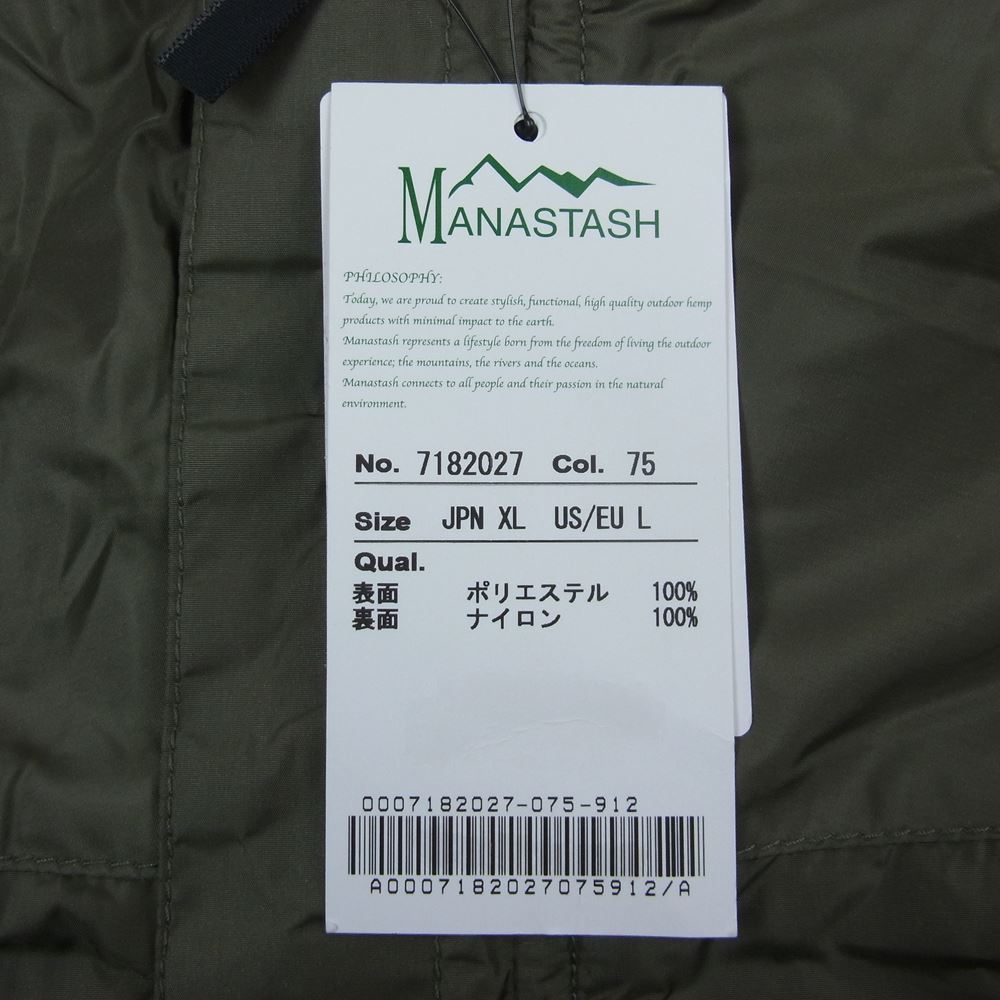 MANASTASH
PHILOSOPHY:
Today, we are proud to create stylish, functional, high quality outdoor hemp
products with minimal impact to the earth.
Manastash represents a lifestyle born from the freedom of living the outdoor
experience; the mountains, the rivers and the oceans.
Manastash connects to all people and their passion in the natural
environment.
No. 7182027 Col. 75
Size JPN XL US/EU L
Qual.
表面 ポリエステル 100%
裏面 ナイロン 100%
0007182027-075-912
A0007182027075912/A